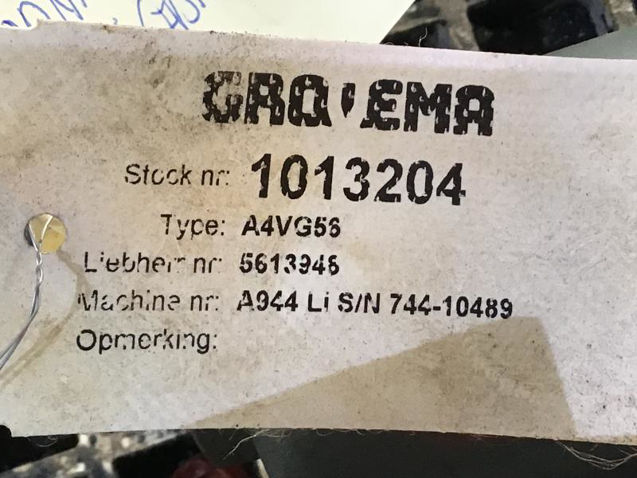 GROVEMA
Stock nr: 1013204
Type: A4VG56
Liebherr nr: 5613946
Machine nr: A944 Li S/N 744-10489
Opmerking: